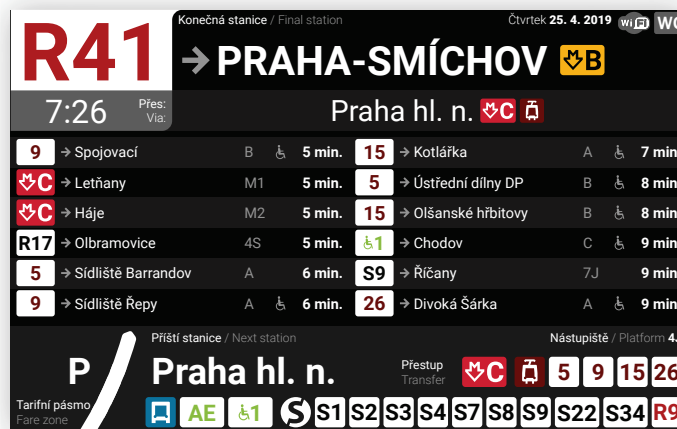 R41
Konečná stanice / Final station
Čtvrtek 25. 4. 2019
WiFi
WC
→ PRAHA-SMÍCHOV B
7:26
Přes:
Via:
Praha hl. n. C
9 → Spojovací B 5 min.
C → Letňany M1 5 min.
C → Háje M2 5 min.
R17 → Olbramovice 4S 5 min.
5 → Sídliště Barrandov A 6 min.
9 → Sídliště Řepy A 6 min.
15 → Kotlářka A 7 min
5 → Ústřední dílny DP B 8 min
15 → Olšanské hřbitovy B 8 min
1 → Chodov C 9 min
S9 → Říčany 7J 9 min
26 → Divoká Šárka A 9 min
P
Tarifní pásmo
Fare zone
Příští stanice / Next station
Nástupiště / Platform 4.
Praha hl. n.
Přestup
Transfer
C 5 9 15 26
AE 1 S S1 S2 S3 S4 S7 S8 S9 S22 S34 R9